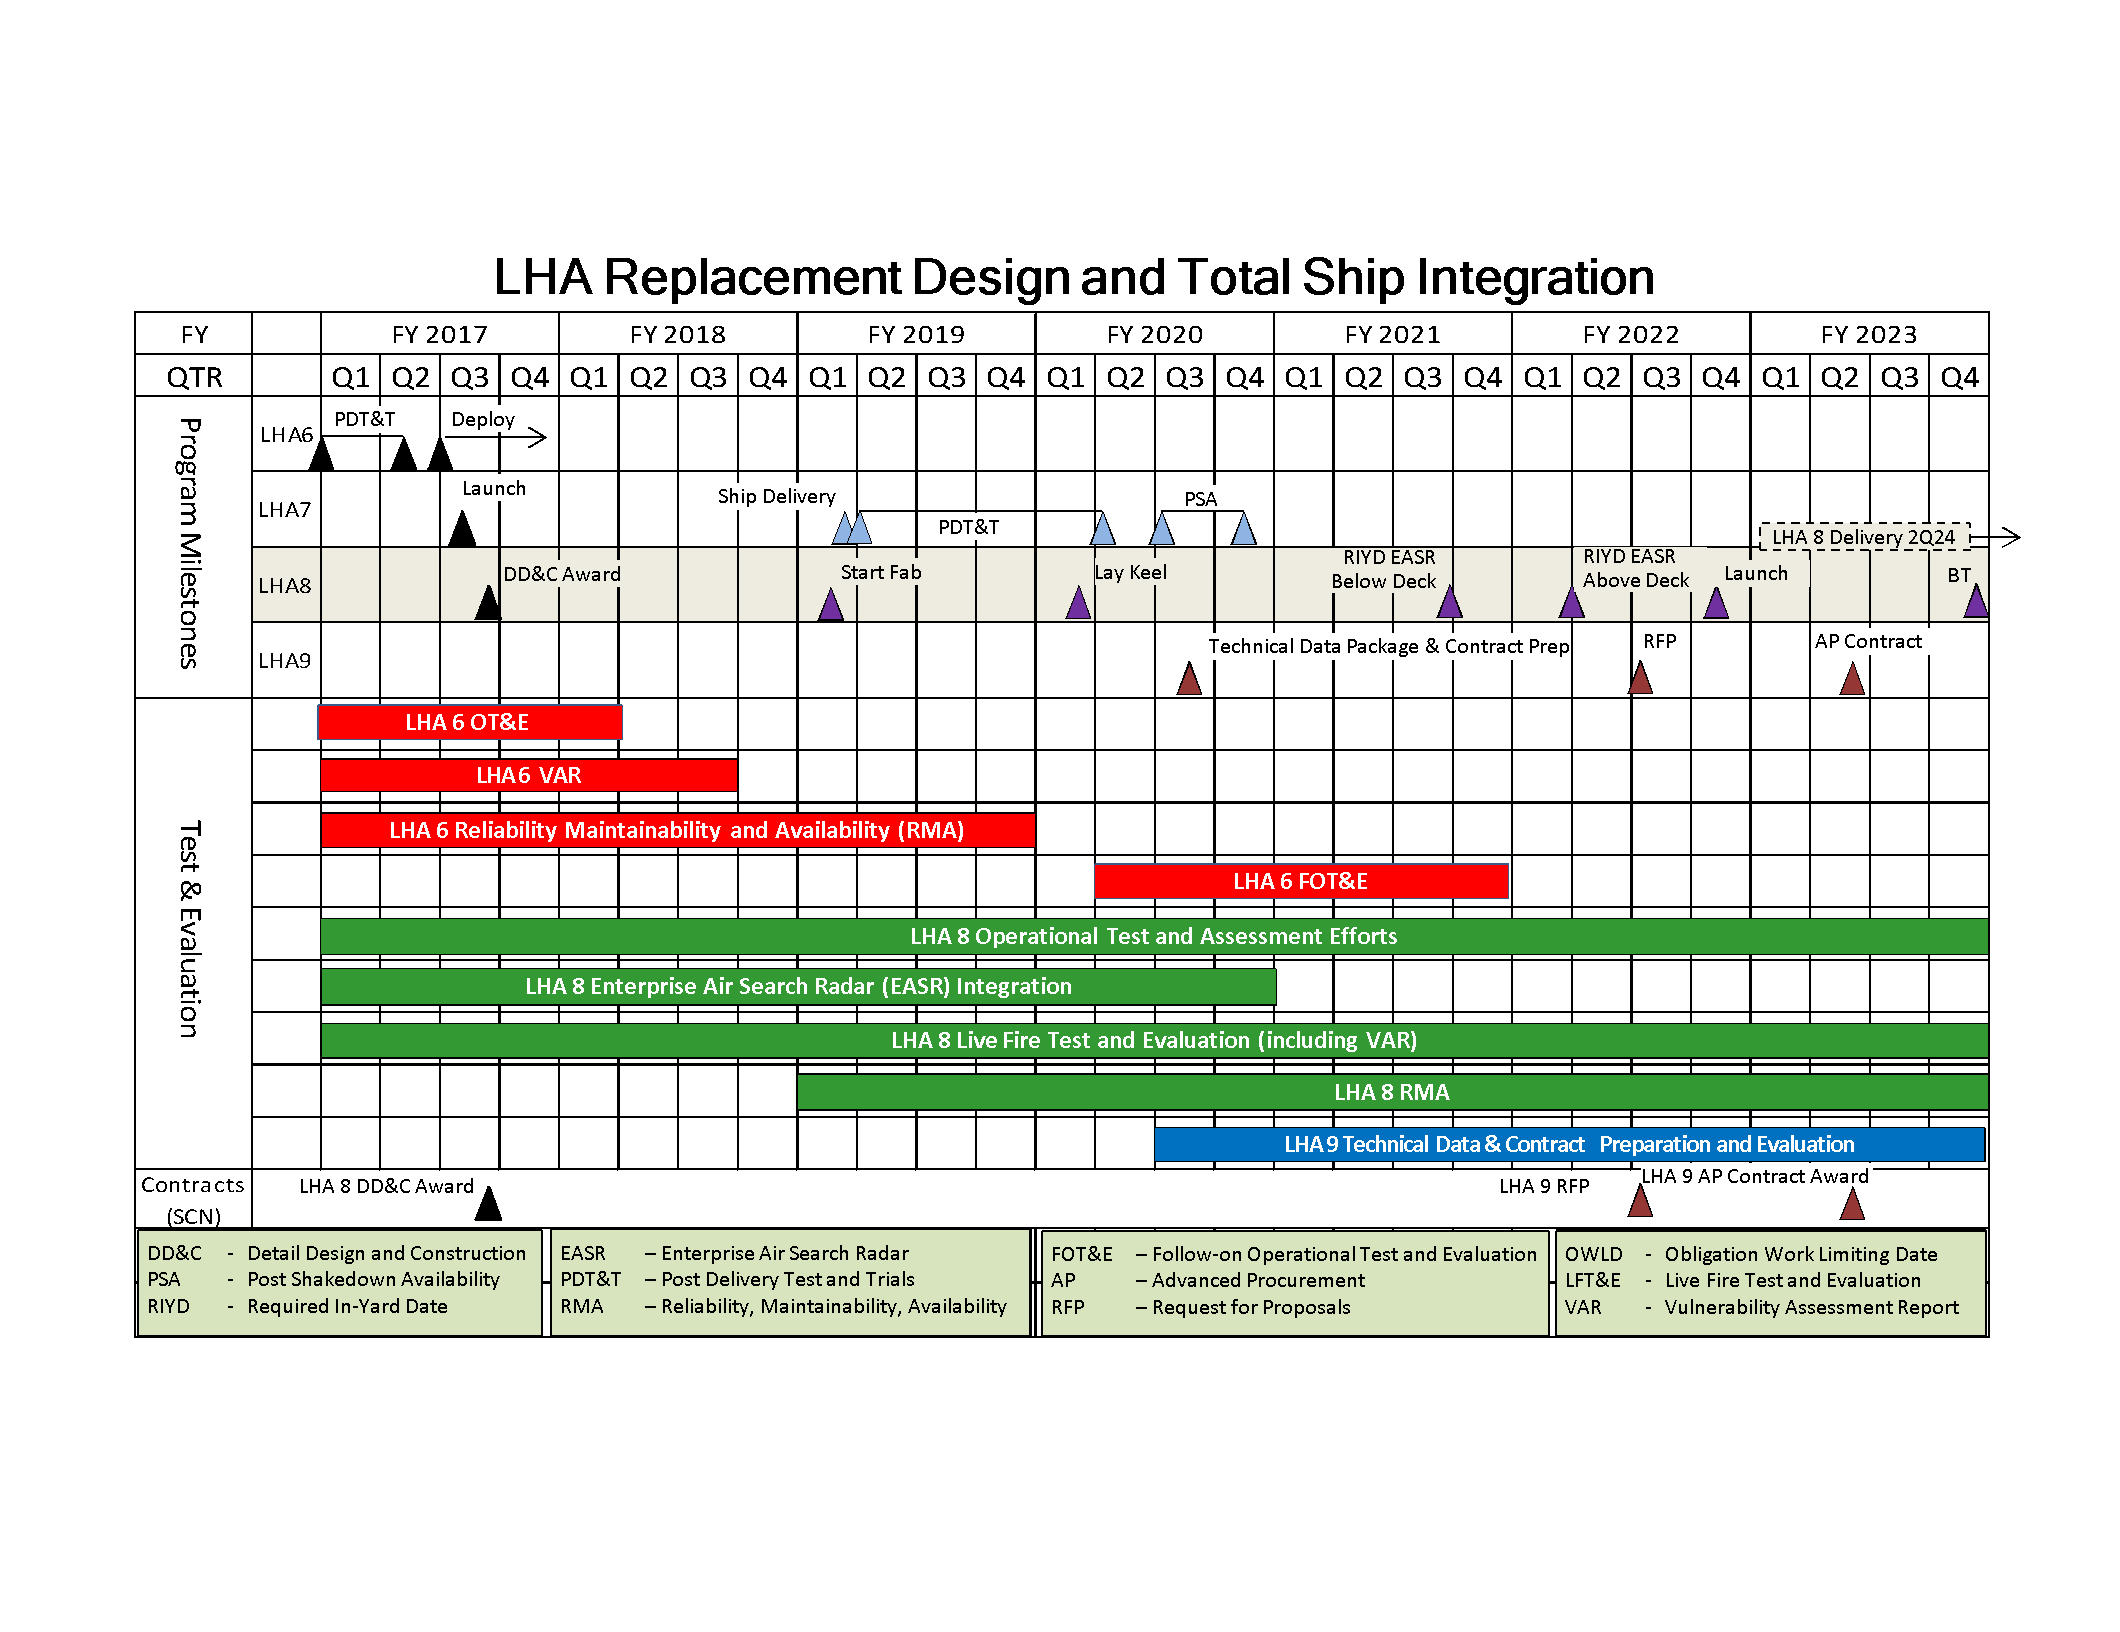 LHA Replacement Design and Total Ship Integration
FY FY 2017 FY 2018 FY 2019 FY 2020 FY 2021 FY 2022 FY 2023
QTR Q1 Q2 Q3 Q4 Q1 Q2 Q3 Q4 Q1 Q2 Q3 Q4 Q1 Q2 Q3 Q4 Q1 Q2 Q3 Q4 Q1 Q2 Q3 Q4 Q1 Q2 Q3 Q4
Program Milestones
LHA6 PDT&T Deploy
LHA7 Launch Ship Delivery PDT&T PSA
LHA 8 Delivery 2Q24
LHA8 DD&C Award Start Fab Lay Keel
RIYD EASR
Below Deck
RIYD EASR
Above Deck
Launch BT
LHA9 Technical Data Package & Contract Prep RFP AP Contract
Test & Evaluation
LHA 6 OT&E
LHA6 VAR
LHA 6 Reliability Maintainability and Availability (RMA)
LHA 6 FOT&E
LHA 8 Operational Test and Assessment Efforts
LHA 8 Enterprise Air Search Radar (EASR) Integration
LHA 8 Live Fire Test and Evaluation (including VAR)
LHA 8 RMA
LHA9 Technical Data & Contract Preparation and Evaluation
Contracts
(SCN)
LHA 8 DD&C Award LHA 9 RFP LHA 9 AP Contract Award
DD&C - Detail Design and Construction
PSA - Post Shakedown Availability
RIYD - Required In-Yard Date
EASR – Enterprise Air Search Radar
PDT&T – Post Delivery Test and Trials
RMA – Reliability, Maintainability, Availability
FOT&E – Follow-on Operational Test and Evaluation
AP – Advanced Procurement
RFP – Request for Proposals
OWLD - Obligation Work Limiting Date
LFT&E - Live Fire Test and Evaluation
VAR - Vulnerability Assessment Report